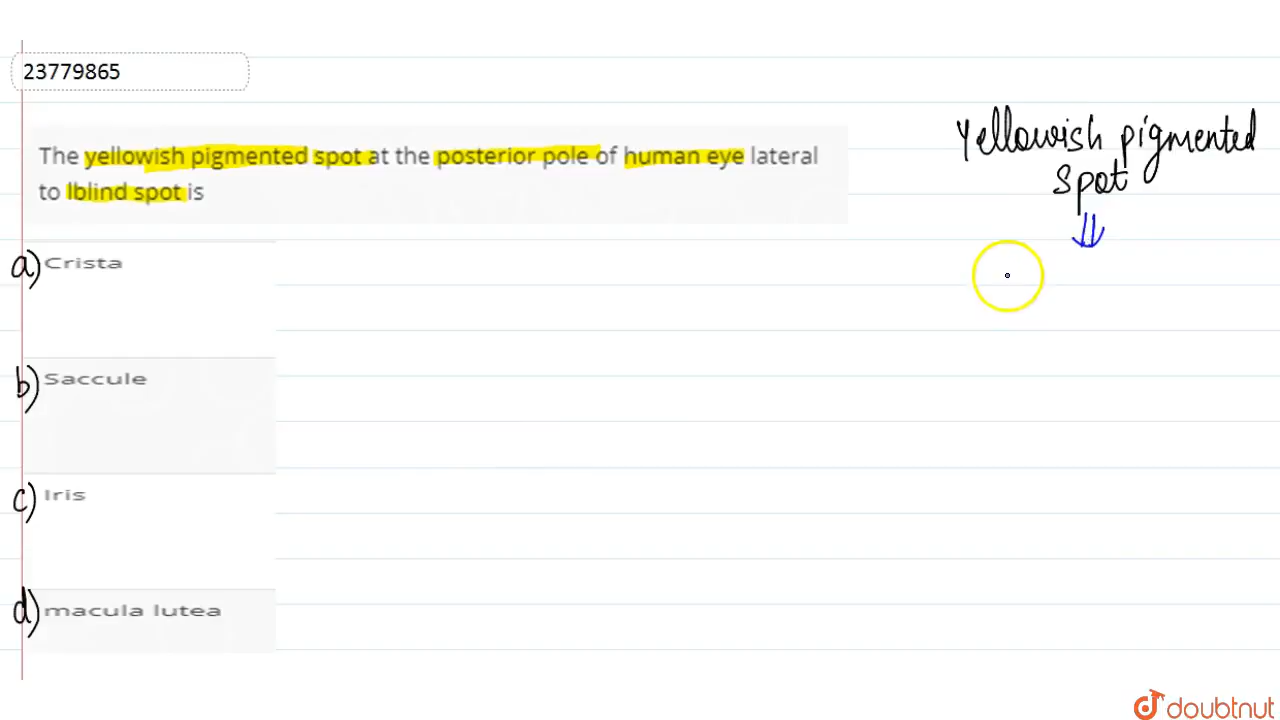 23779865
The yellowish pigmented spot at the posterior pole of human eye lateral
to lblind spot is
Yellowish pigmented
Spot
a) Crista
b) Saccule
c) Iris
d) macula lutea
doubtnut